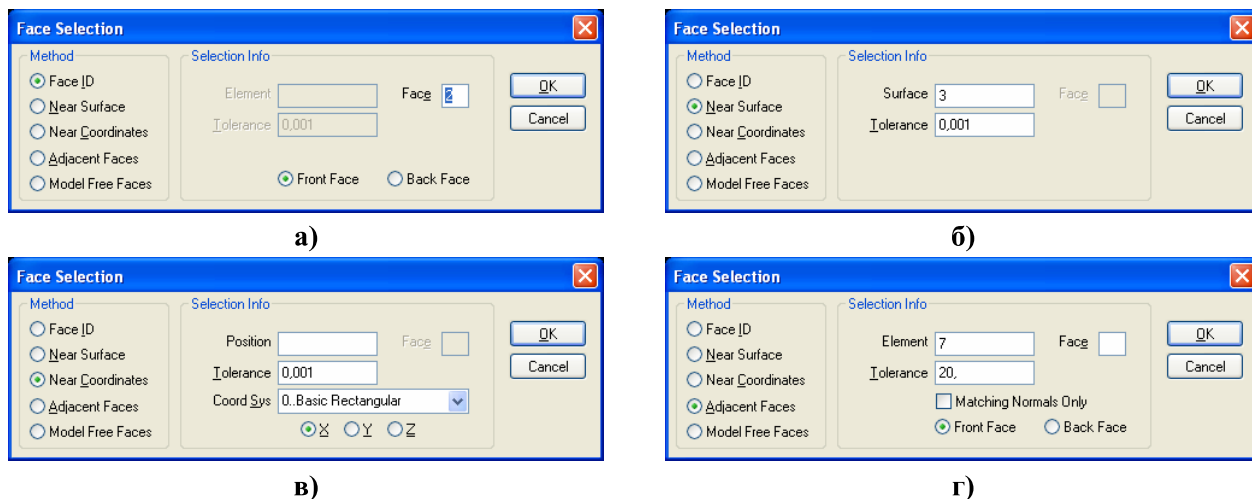 Face Selection
Method
Face ID
Near Surface
Near Coordinates
Adjacent Faces
Model Free Faces
Selection Info
Element
Face 2
Tolerance 0,001
Front Face Back Face
OK
Cancel
а)
Face Selection
Method
Face ID
Near Surface
Near Coordinates
Adjacent Faces
Model Free Faces
Selection Info
Surface 3
Face
Tolerance 0,001
OK
Cancel
б)
Face Selection
Method
Face ID
Near Surface
Near Coordinates
Adjacent Faces
Model Free Faces
Selection Info
Position
Face
Tolerance 0,001
Coord Sys 0..Basic Rectangular
X Y Z
OK
Cancel
в)
Face Selection
Method
Face ID
Near Surface
Near Coordinates
Adjacent Faces
Model Free Faces
Selection Info
Element 7
Face
Tolerance 20,
Matching Normals Only
Front Face Back Face
OK
Cancel
г)